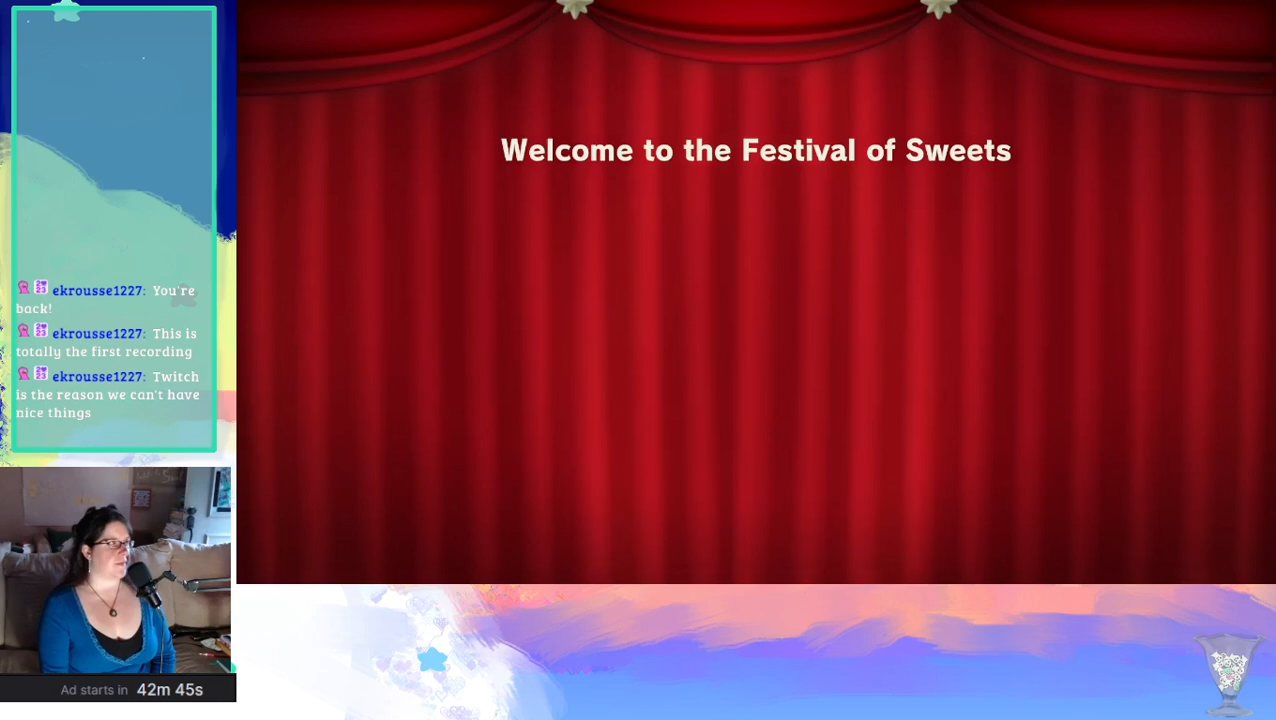 Welcome to the Festival of Sweets
ekrousse1227: You're
back!
ekrousse1227: This is
totally the first recording
ekrousse1227: Twitch
is the reason we can't have
nice things
Ad starts in 42m 45s